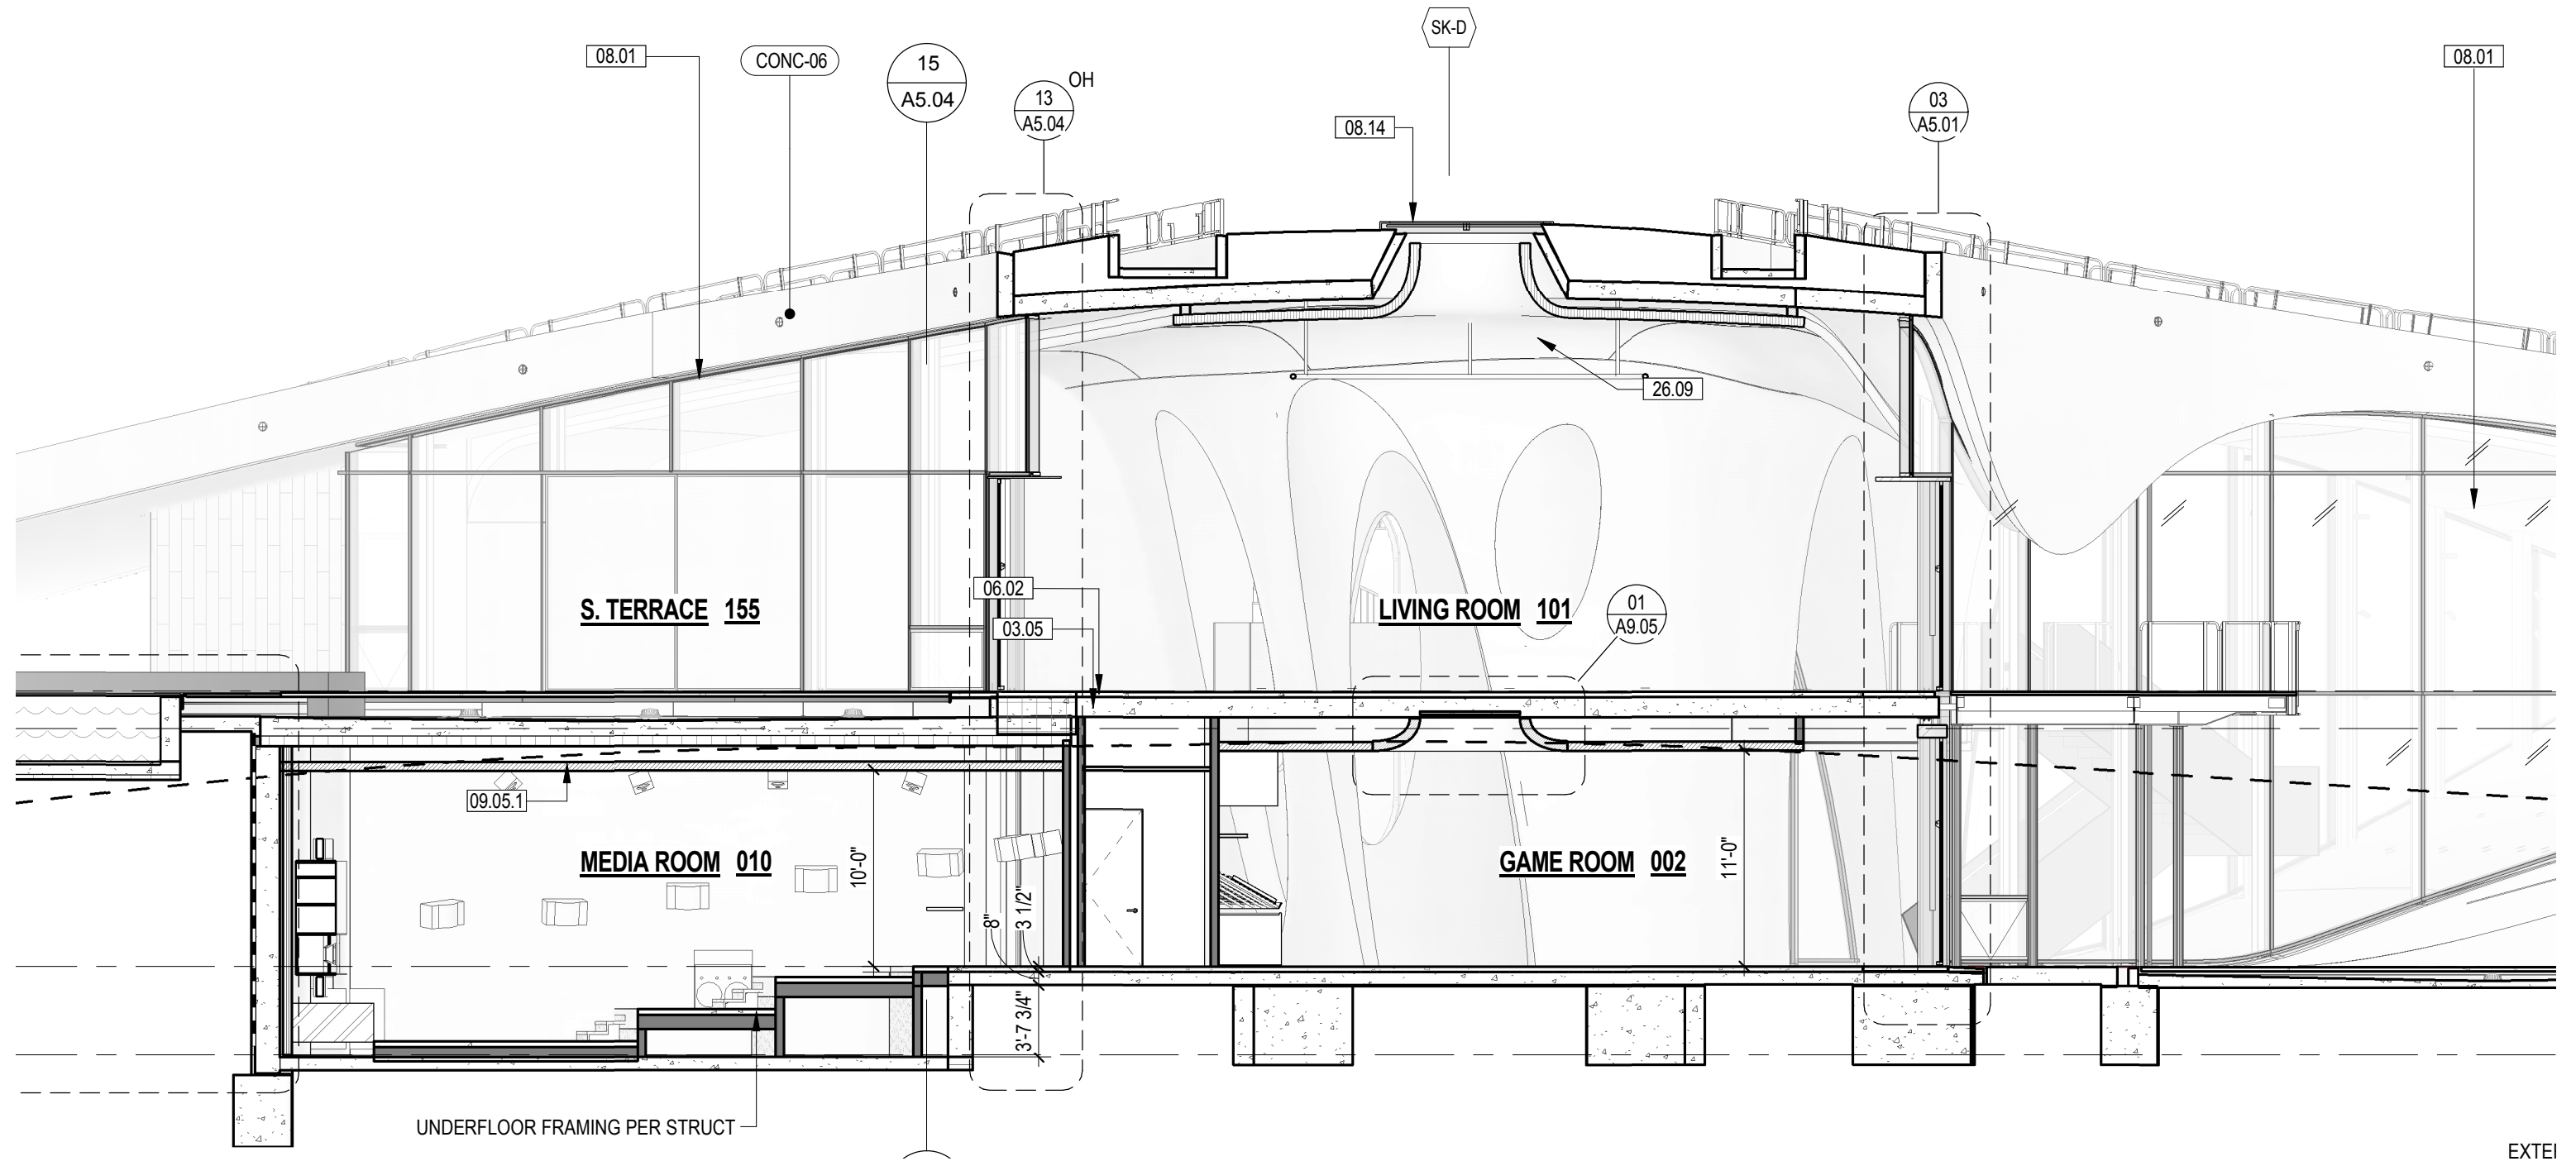 SK-D
08.01
CONC-06
15
A5.04
OH
13
A5.04
03
A5.01
08.01
08.14
26.09
06.02
S. TERRACE 155
LIVING ROOM 101
01
A9.05
03.05
09.05.1
MEDIA ROOM 010
10'-0"
8"
3 1/2"
GAME ROOM 002
11'-0"
3'-7 3/4"
UNDERFLOOR FRAMING PER STRUCT
EXTE